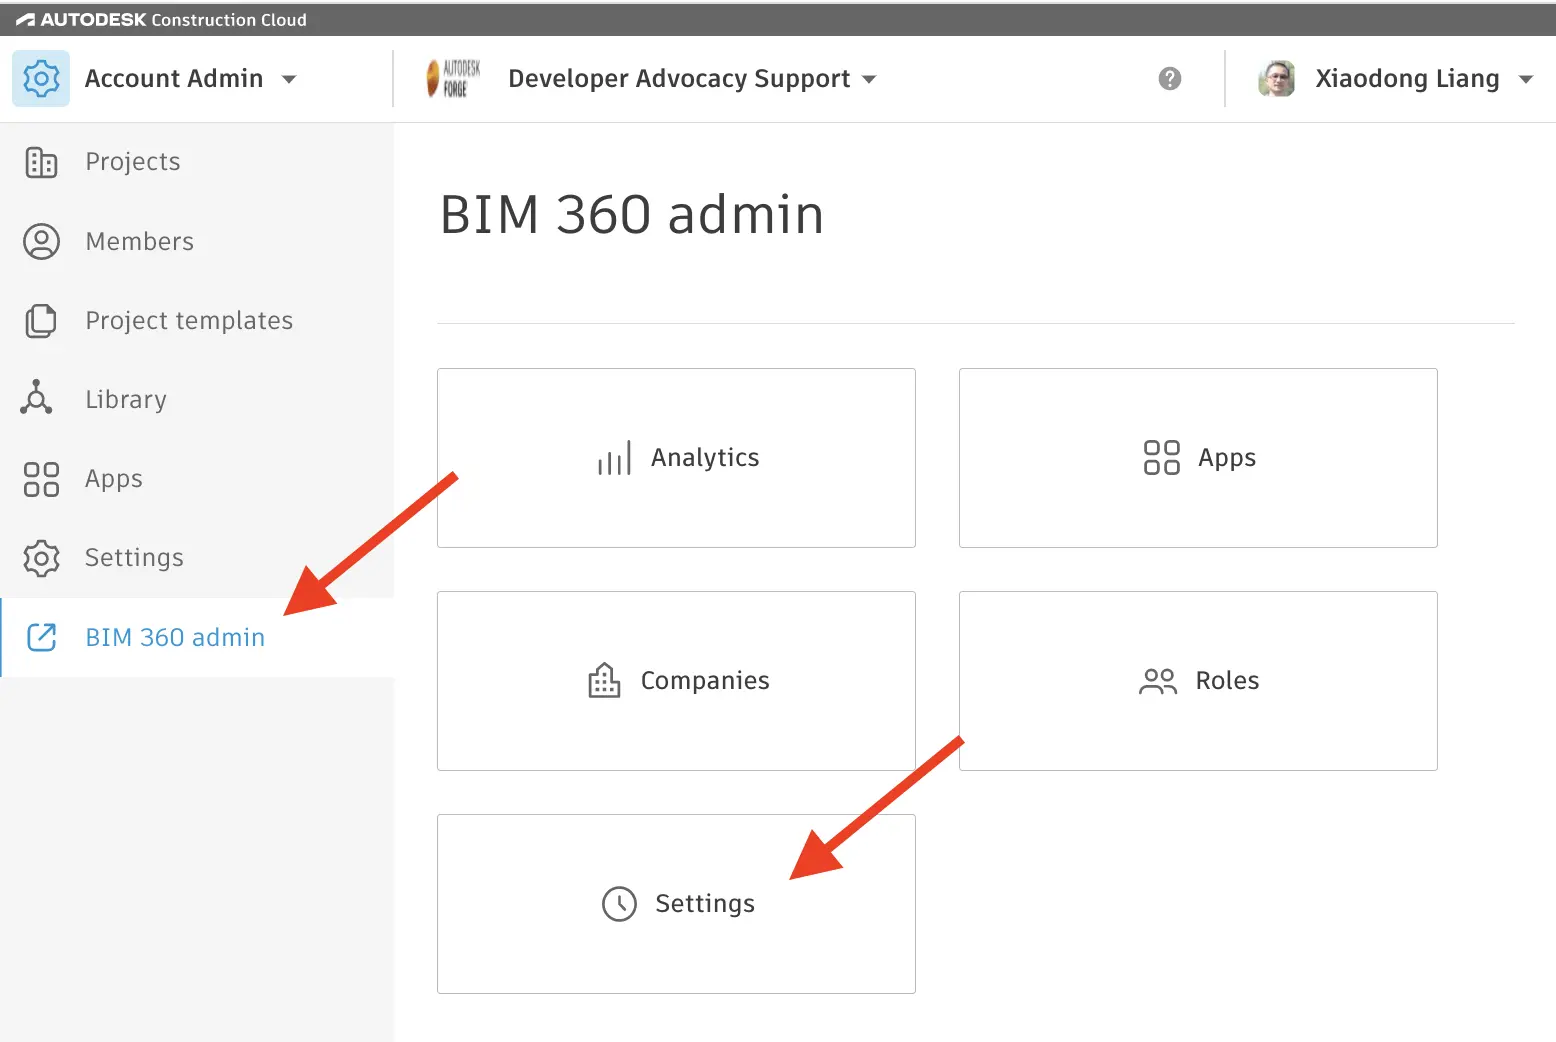 AUTODESK Construction Cloud
Account Admin
AUTODESK
FORGE
Developer Advocacy Support
?
Xiaodong Liang
Projects
Members
Project templates
Library
Apps
Settings
BIM 360 admin
BIM 360 admin
Analytics
Apps
Companies
Roles
Settings